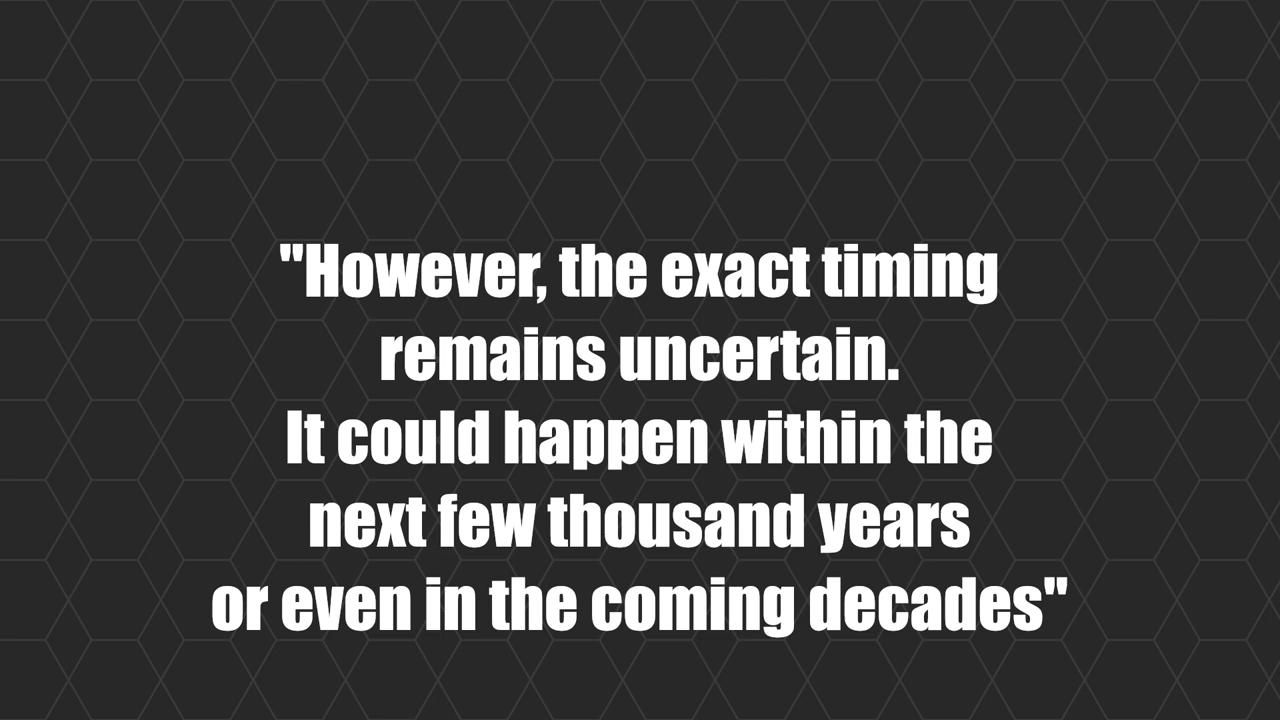 "However, the exact timing
remains uncertain.
It could happen within the
next few thousand years
or even in the coming decades"